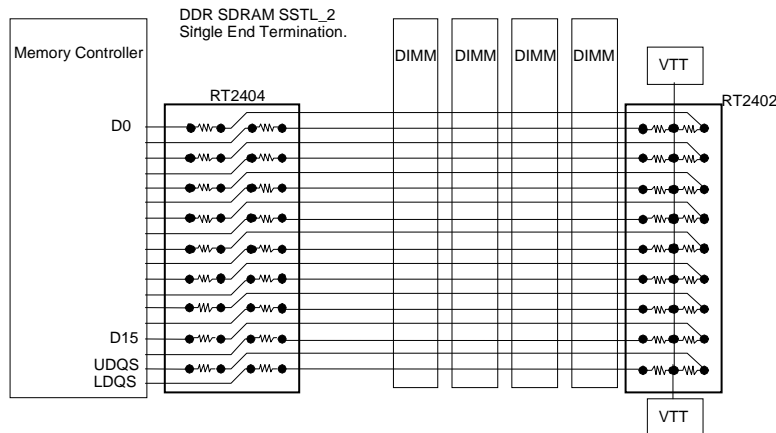 DDR SDRAM SSTL_2
Single End Termination.
Memory Controller
DIMM
DIMM
DIMM
DIMM
VTT
RT2404
RT2402
D0
D15
UDQS
LDQS
VTT